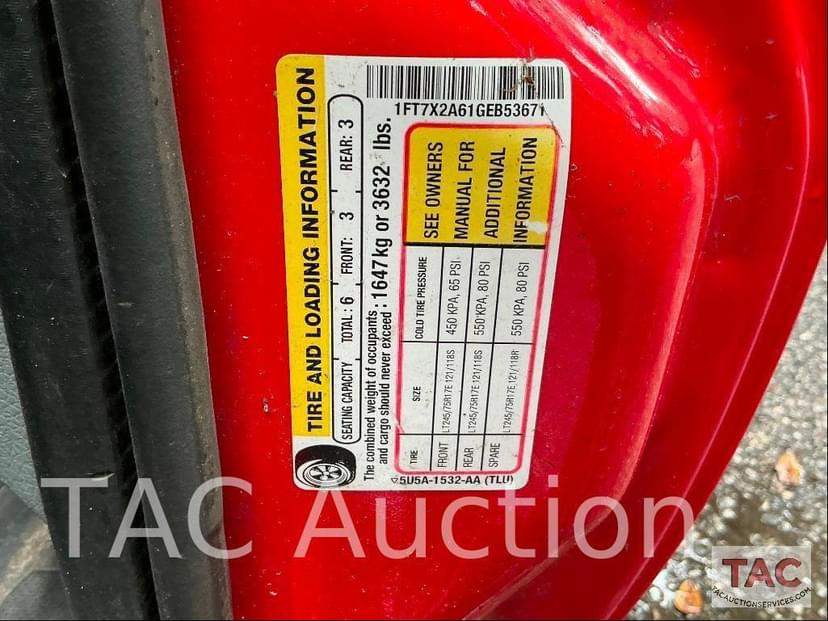 TIRE AND LOADING INFORMATION
SEATING CAPACITY TOTAL: 6 FRONT: 3 REAR: 3
The combined weight of occupants
and cargo should never exceed: 1647kg or 3632 lbs.
TIRE SIZE COLD TIRE PRESSURE
FRONT LT245/75R17E 121/118S 450 KPA, 65 PSI
REAR LT245/75R17E 121/118S 550 KPA, 80 PSI
SPARE LT245/75R17E 121/118R 550 KPA, 80 PSI
SEE OWNERS
MANUAL FOR
ADDITIONAL
INFORMATION
5U5A-1532-AA (TLU)
1FT7X2A61GEB53671
TAC Auction
TAC
TACAUCTIONSERVICES.COM